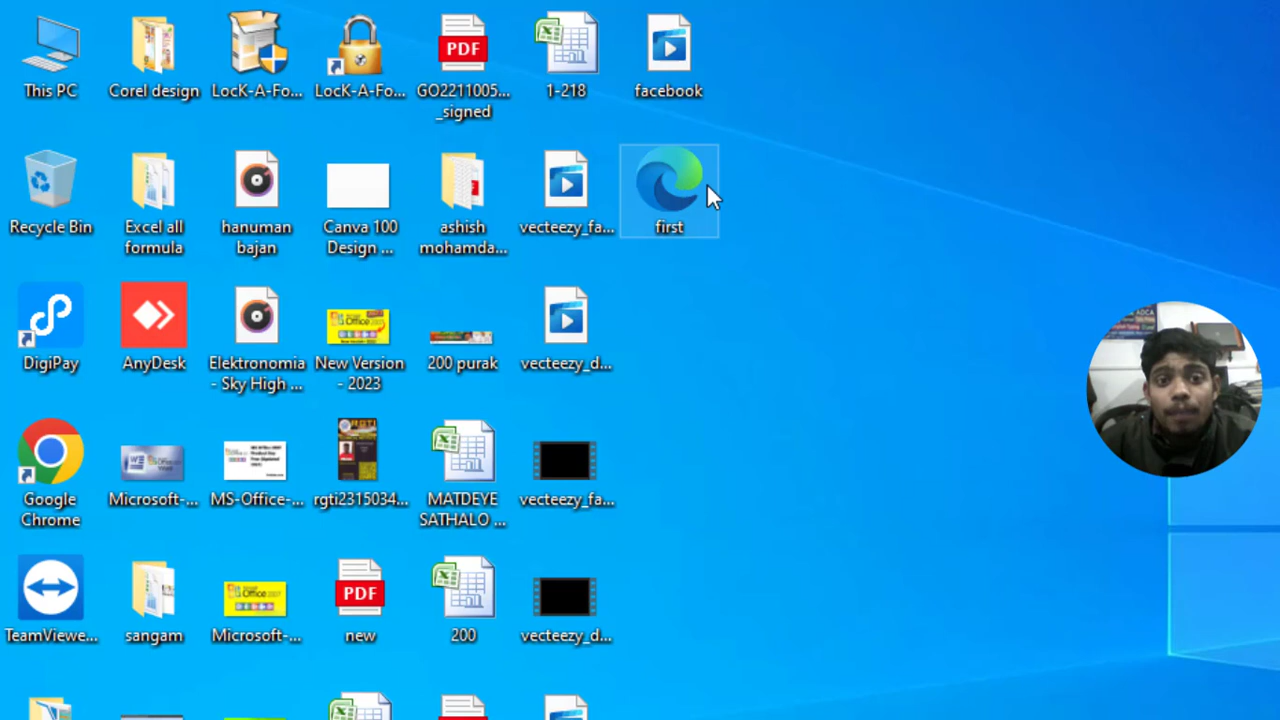 This PC
Corel design
LocK-A-Fo...
LocK-A-Fo...
GO2211005...
_signed
1-218
facebook
Recycle Bin
Excel all
formula
hanuman
bajan
Canva 100
Design ...
ashish
mohamda...
vecteezy_fa...
first
DigiPay
AnyDesk
Elektronomia
- Sky High ...
New Version
- 2023
200 purak
vecteezy_d...
Google
Chrome
Microsoft-...
MS-Office-...
rgti2315034...
MATDEYE
SATHALO ...
vecteezy_fa...
TeamViewe...
sangam
Microsoft-...
new
200
vecteezy_d...
PDF
PDF